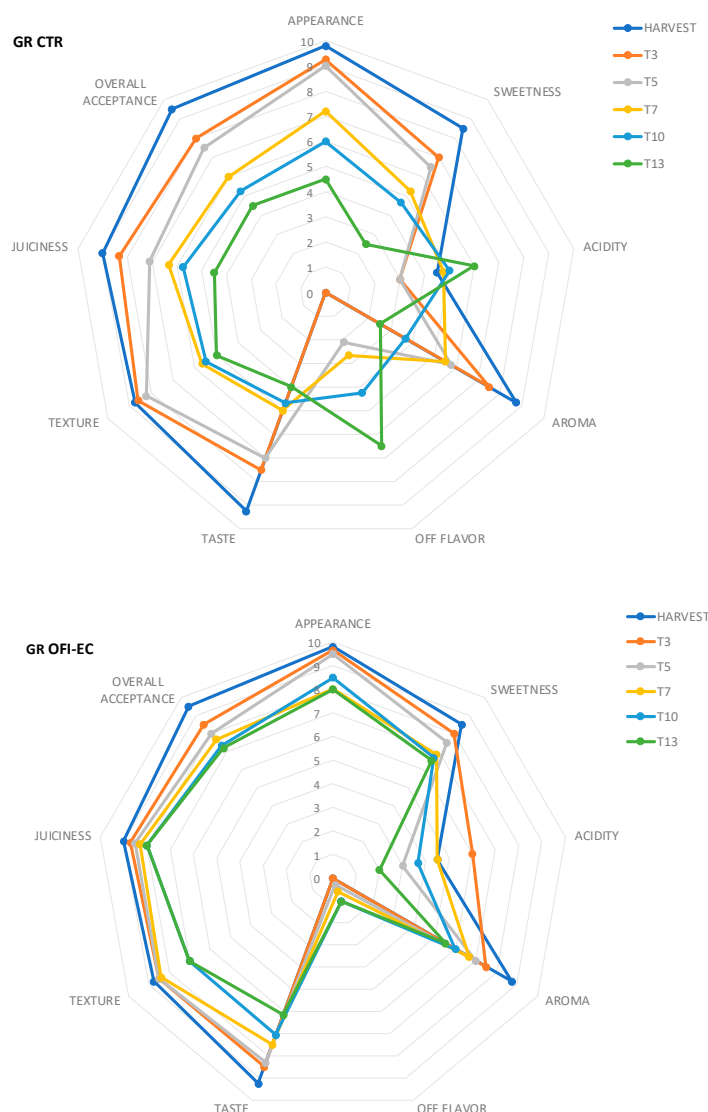 GR CTR
APPEARANCE
SWEETNESS
ACIDITY
AROMA
OFF FLAVOR
TASTE
TEXTURE
JUICINESS
OVERALL
ACCEPTANCE
10
9
8
7
6
5
4
3
2
1
0
HARVEST
T3
T5
T7
T10
T13
GR OFI-EC
APPEARANCE
SWEETNESS
ACIDITY
AROMA
OFF FLAVOR
TASTE
TEXTURE
JUICINESS
OVERALL
ACCEPTANCE
10
9
8
7
6
5
4
3
2
1
0
HARVEST
T3
T5
T7
T10
T13